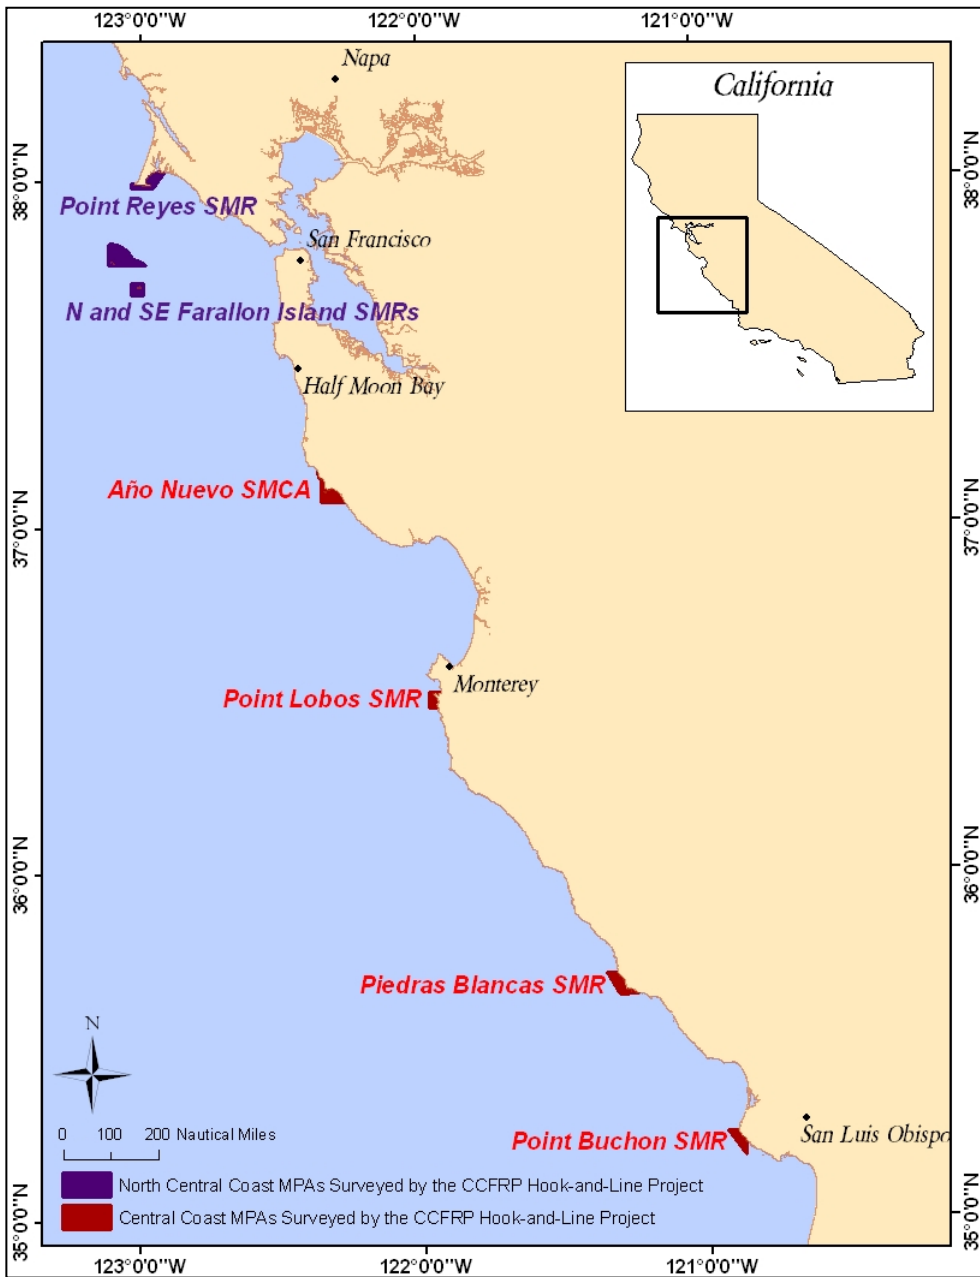 123°0'0"W 122°0'0"W 121°0'0"W
Napa
California
38°0'0"N 38°0'0"N
Point Reyes SMR
San Francisco
N and SE Farallon Island SMRs
Half Moon Bay
Año Nuevo SMCA
37°0'0"N 37°0'0"N
Monterey
Point Lobos SMR
36°0'0"N 36°0'0"N
Piedras Blancas SMR
N
San Luis Obispo
Point Buchon SMR
0 100 200 Nautical Miles
North Central Coast MPAs Surveyed by the CCFRP Hook-and-Line Project
Central Coast MPAs Surveyed by the CCFRP Hook-and-Line Project
35°0'0"N 35°0'0"N
123°0'0"W 122°0'0"W 121°0'0"W